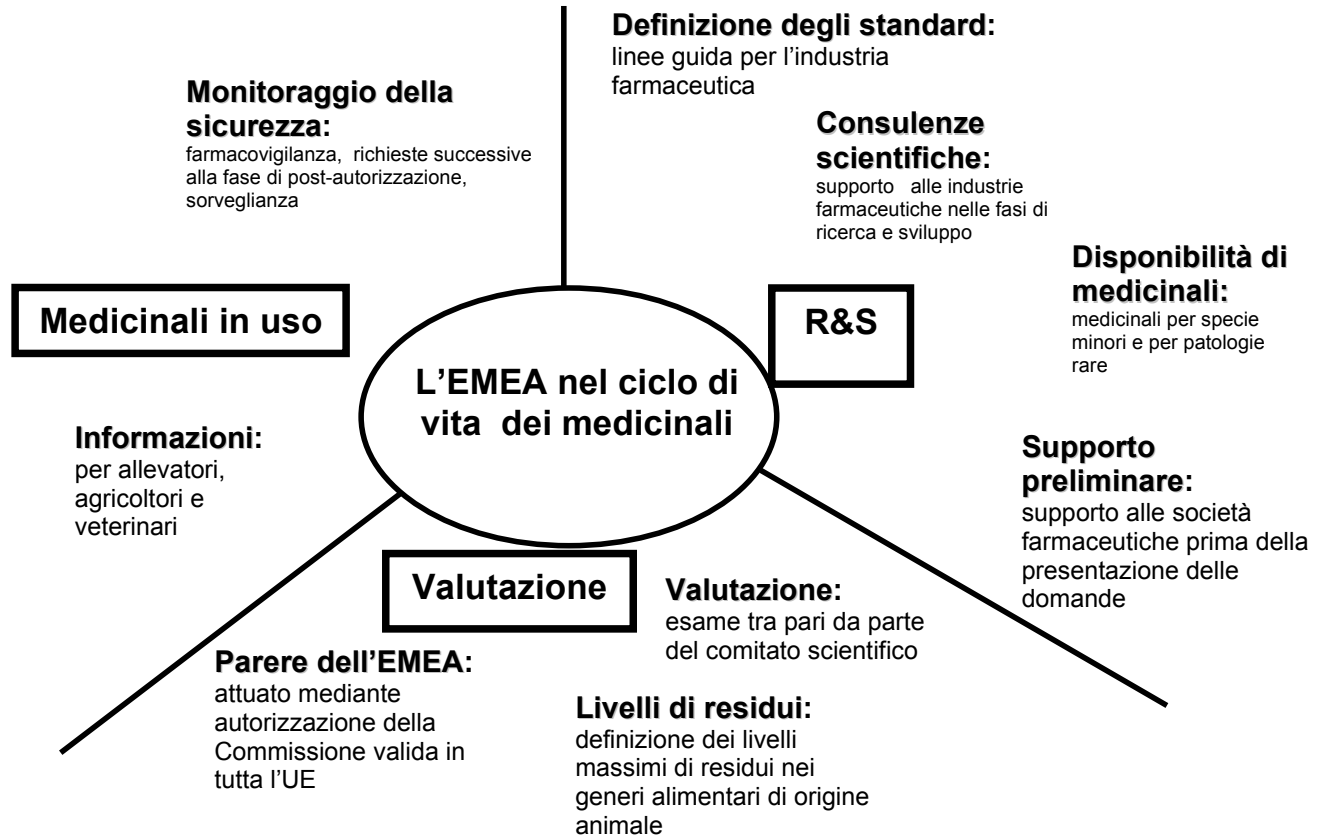 Definizione degli standard:
linee guida per l'industria
farmaceutica
Monitoraggio della
sicurezza:
farmacovigilanza, richieste successive
alla fase di post-autorizzazione,
sorveglianza
Consulenze
scientifiche:
supporto alle industrie
farmaceutiche nelle fasi di
ricerca e sviluppo
Disponibilità di
medicinali:
medicinali per specie
minori e per patologie
rare
Medicinali in uso
R&S
L'EMEA nel ciclo di
vita dei medicinali
Informazioni:
per allevatori,
agricoltori e
veterinari
Supporto
preliminare:
supporto alle società
farmaceutiche prima della
presentazione delle
domande
Valutazione
Valutazione:
esame tra pari da parte
del comitato scientifico
Parere dell'EMEA:
attuato mediante
autorizzazione della
Commissione valida in
tutta l'UE
Livelli di residui:
definizione dei livelli
massimi di residui nei
generi alimentari di origine
animale